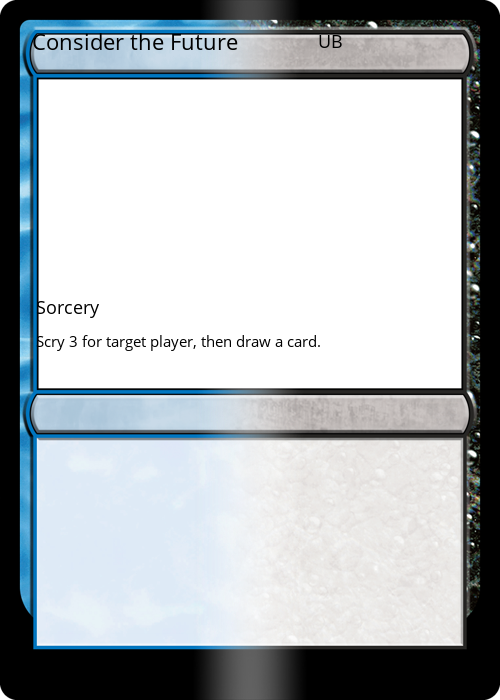 Consider the Future UB
Sorcery
Scry 3 for target player, then draw a card.